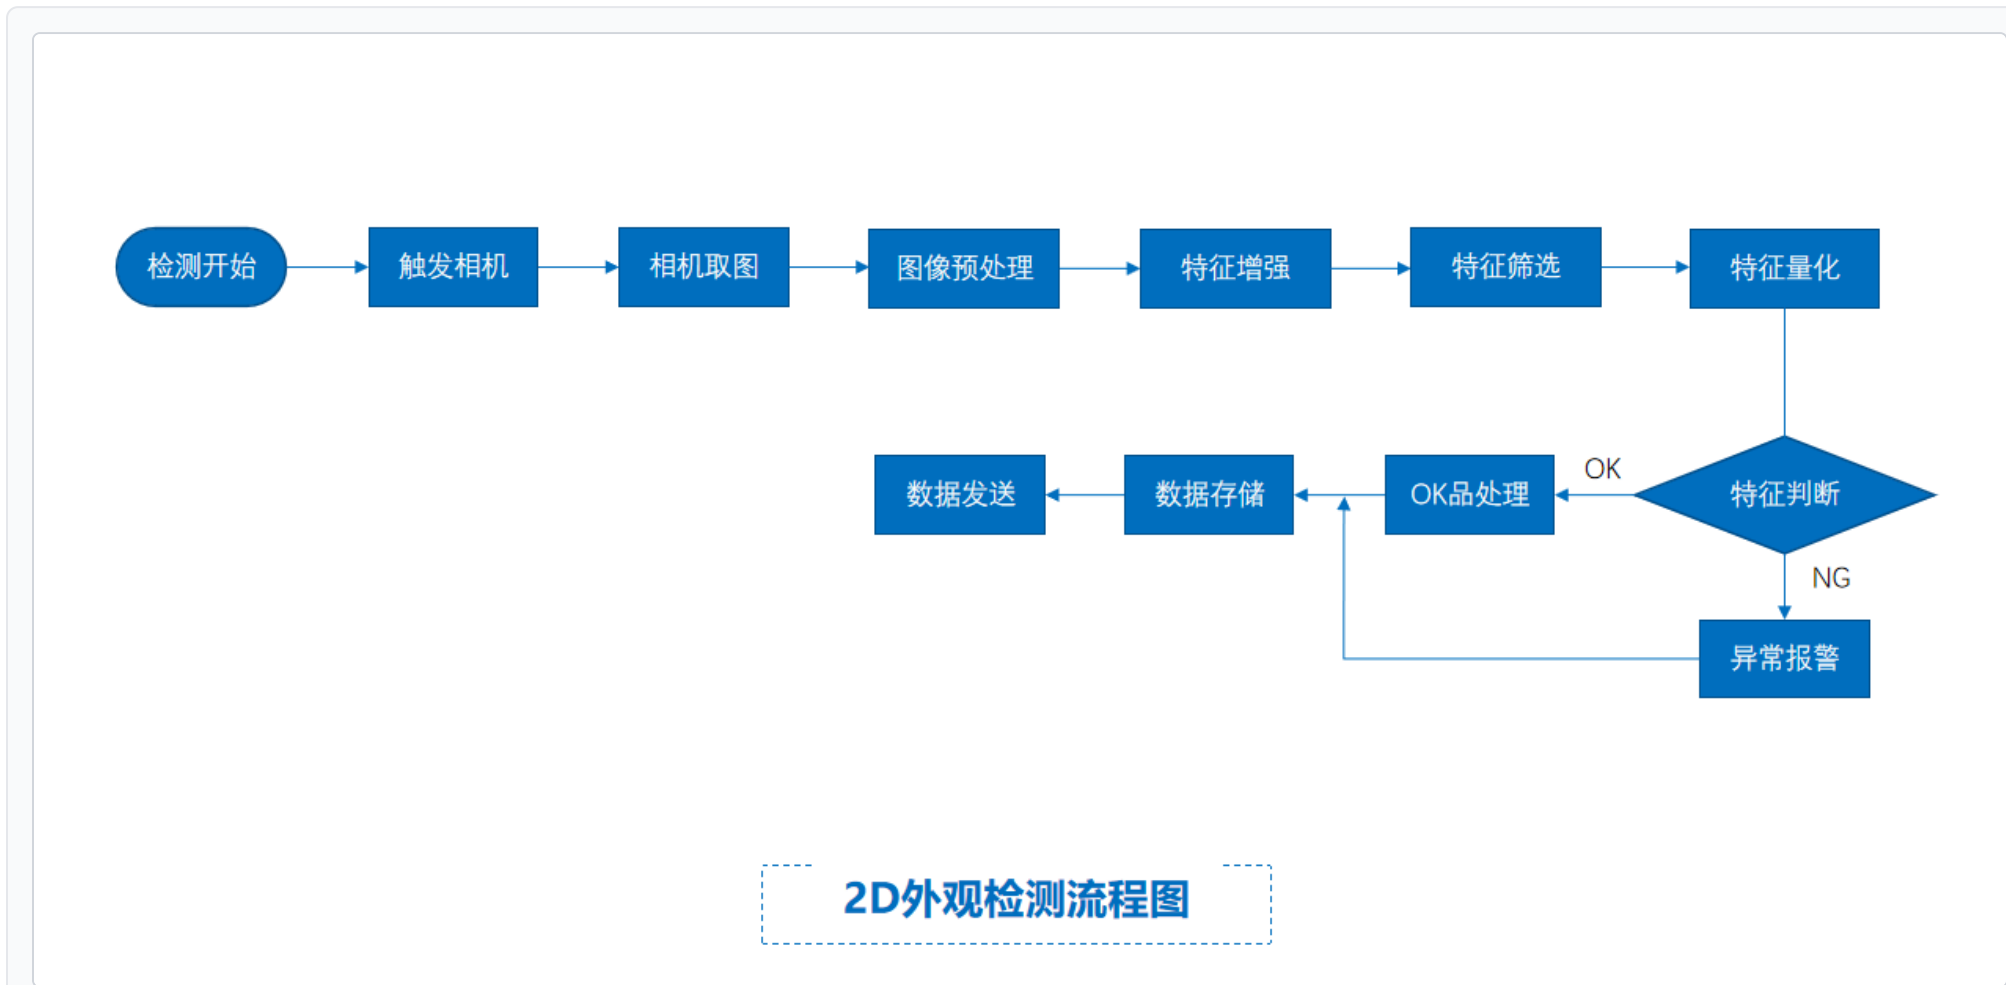 检测开始
触发相机
相机取图
图像预处理
特征增强
特征筛选
特征量化
数据发送
数据存储
OK品处理
OK
特征判断
NG
异常报警
2D外观检测流程图